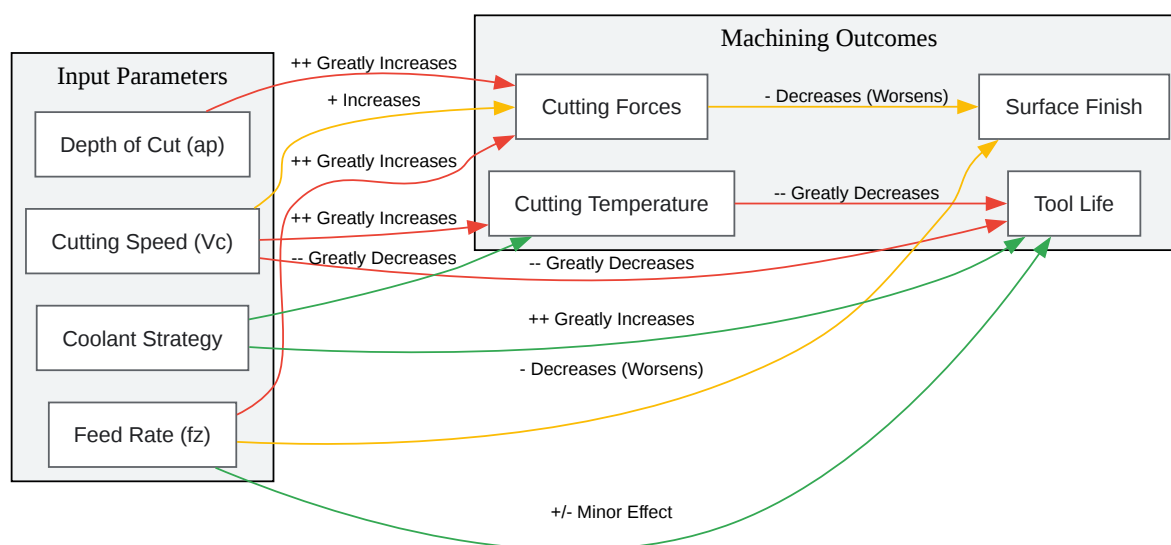 Machining Outcomes
Input Parameters
++ Greatly Increases
Depth of Cut (ap)
+ Increases
Cutting Forces
- Decreases (Worsens)
Surface Finish
++ Greatly Increases
Cutting Speed (Vc)
++ Greatly Increases
Cutting Temperature
-- Greatly Decreases
Tool Life
-- Greatly Decreases
-- Greatly Decreases
Coolant Strategy
++ Greatly Increases
- Decreases (Worsens)
Feed Rate (fz)
+/- Minor Effect